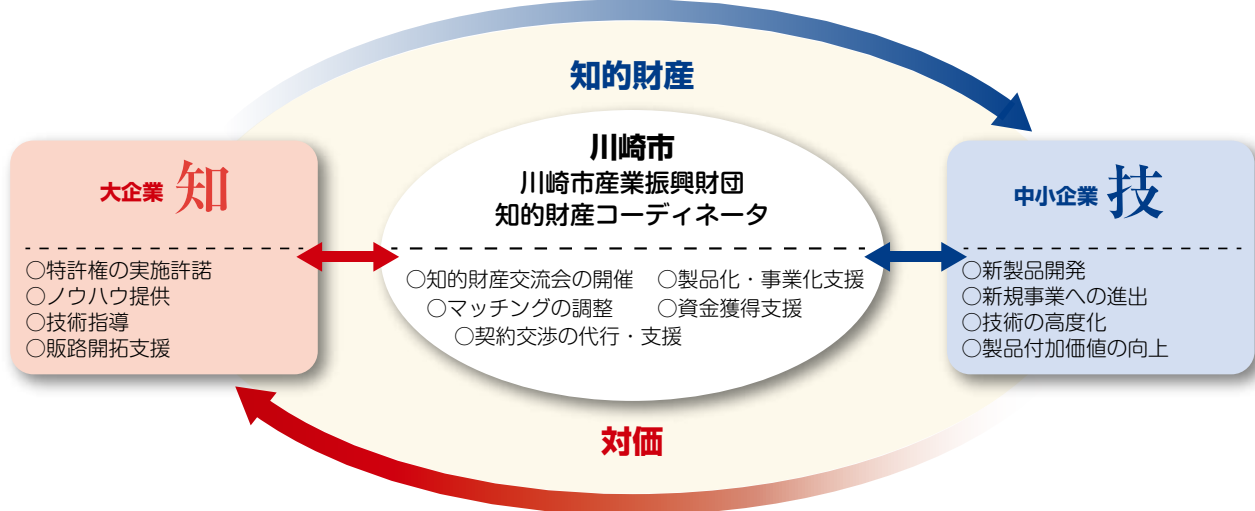 知的財産
大企業 知
○特許権の実施許諾
○ノウハウ提供
○技術指導
○販路開拓支援
川崎市
川崎市産業振興財団
知的財産コーディネータ
○知的財産交流会の開催 ○製品化・事業化支援
○マッチングの調整 ○資金獲得支援
○契約交渉の代行・支援
中小企業 技
○新製品開発
○新規事業への進出
○技術の高度化
○製品付加価値の向上
対価